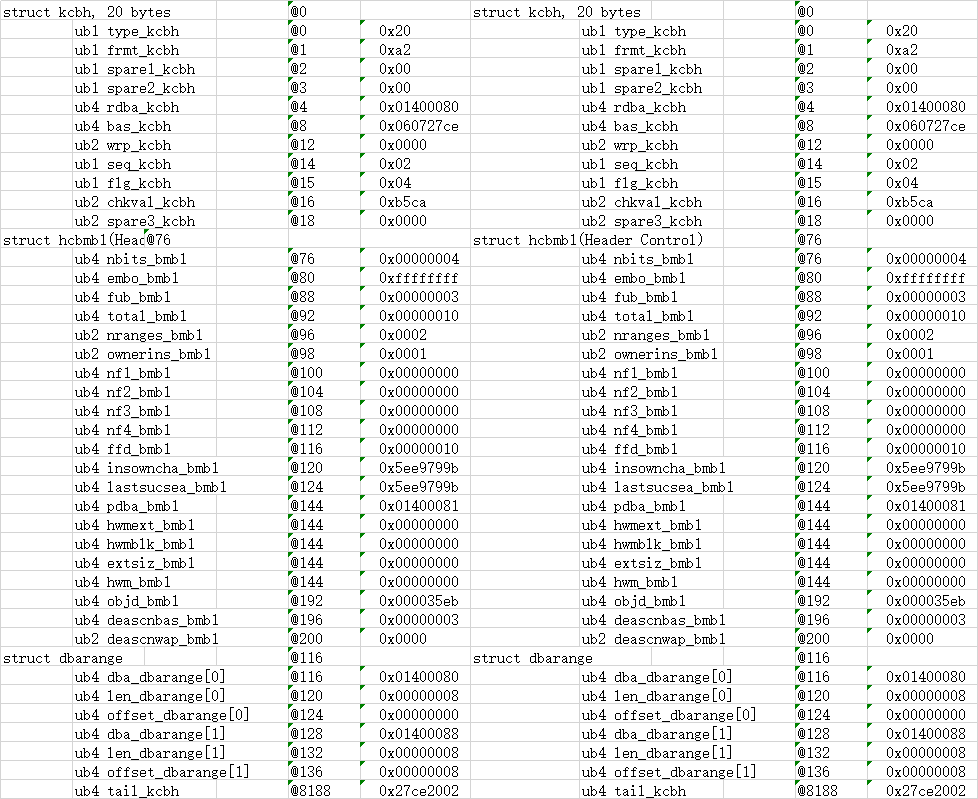 struct kcbh, 20 bytes @0 struct kcbh, 20 bytes @0
ub1 type_kcbh @0 0x20 ub1 type_kcbh @0 0x20
ub1 frmt_kcbh @1 0xa2 ub1 frmt_kcbh @1 0xa2
ub1 spare1_kcbh @2 0x00 ub1 spare1_kcbh @2 0x00
ub1 spare2_kcbh @3 0x00 ub1 spare2_kcbh @3 0x00
ub4 rdba_kcbh @4 0x01400080 ub4 rdba_kcbh @4 0x01400080
ub4 bas_kcbh @8 0x060727ce ub4 bas_kcbh @8 0x060727ce
ub2 wrp_kcbh @12 0x0000 ub2 wrp_kcbh @12 0x0000
ub1 seq_kcbh @14 0x02 ub1 seq_kcbh @14 0x02
ub1 flg_kcbh @15 0x04 ub1 flg_kcbh @15 0x04
ub2 chkval_kcbh @16 0xb5ca ub2 chkval_kcbh @16 0xb5ca
ub2 spare3_kcbh @18 0x0000 ub2 spare3_kcbh @18 0x0000
struct hcbmb1(Head@76 struct hcbmb1(Header Control) @76
ub4 nbits_bmb1 @76 0x00000004 ub4 nbits_bmb1 @76 0x00000004
ub4 embo_bmb1 @80 0xffffffff ub4 embo_bmb1 @80 0xffffffff
ub4 fub_bmb1 @88 0x00000003 ub4 fub_bmb1 @88 0x00000003
ub4 total_bmb1 @92 0x00000010 ub4 total_bmb1 @92 0x00000010
ub2 nranges_bmb1 @96 0x0002 ub2 nranges_bmb1 @96 0x0002
ub2 ownerins_bmb1 @98 0x0001 ub2 ownerins_bmb1 @98 0x0001
ub4 nf1_bmb1 @100 0x00000000 ub4 nf1_bmb1 @100 0x00000000
ub4 nf2_bmb1 @104 0x00000000 ub4 nf2_bmb1 @104 0x00000000
ub4 nf3_bmb1 @108 0x00000000 ub4 nf3_bmb1 @108 0x00000000
ub4 nf4_bmb1 @112 0x00000000 ub4 nf4_bmb1 @112 0x00000000
ub4 ffd_bmb1 @116 0x00000010 ub4 ffd_bmb1 @116 0x00000010
ub4 insowncha_bmb1 @120 0x5ee9799b ub4 insowncha_bmb1 @120 0x5ee9799b
ub4 lastsucsea_bmb1 @124 0x5ee9799b ub4 lastsucsea_bmb1 @124 0x5ee9799b
ub4 pdba_bmb1 @144 0x01400081 ub4 pdba_bmb1 @144 0x01400081
ub4 hwmext_bmb1 @144 0x00000000 ub4 hwmext_bmb1 @144 0x00000000
ub4 hwmblk_bmb1 @144 0x00000000 ub4 hwmblk_bmb1 @144 0x00000000
ub4 extsiz_bmb1 @144 0x00000000 ub4 extsiz_bmb1 @144 0x00000000
ub4 hwm_bmb1 @144 0x00000000 ub4 hwm_bmb1 @144 0x00000000
ub4 objd_bmb1 @192 0x000035eb ub4 objd_bmb1 @192 0x000035eb
ub4 deascnbas_bmb1 @196 0x00000003 ub4 deascnbas_bmb1 @196 0x00000003
ub2 deascnwap_bmb1 @200 0x0000 ub2 deascnwap_bmb1 @200 0x0000
struct dbarange @116 struct dbarange @116
ub4 dba_dbarange[0] @116 0x01400080 ub4 dba_dbarange[0] @116 0x01400080
ub4 len_dbarange[0] @120 0x00000008 ub4 len_dbarange[0] @120 0x00000008
ub4 offset_dbarange[0] @124 0x00000000 ub4 offset_dbarange[0] @124 0x00000000
ub4 dba_dbarange[1] @128 0x01400088 ub4 dba_dbarange[1] @128 0x01400088
ub4 len_dbarange[1] @132 0x00000008 ub4 len_dbarange[1] @132 0x00000008
ub4 offset_dbarange[1] @136 0x00000008 ub4 offset_dbarange[1] @136 0x00000008
ub4 tail_kcbh @8188 0x27ce2002 ub4 tail_kcbh @8188 0x27ce2002